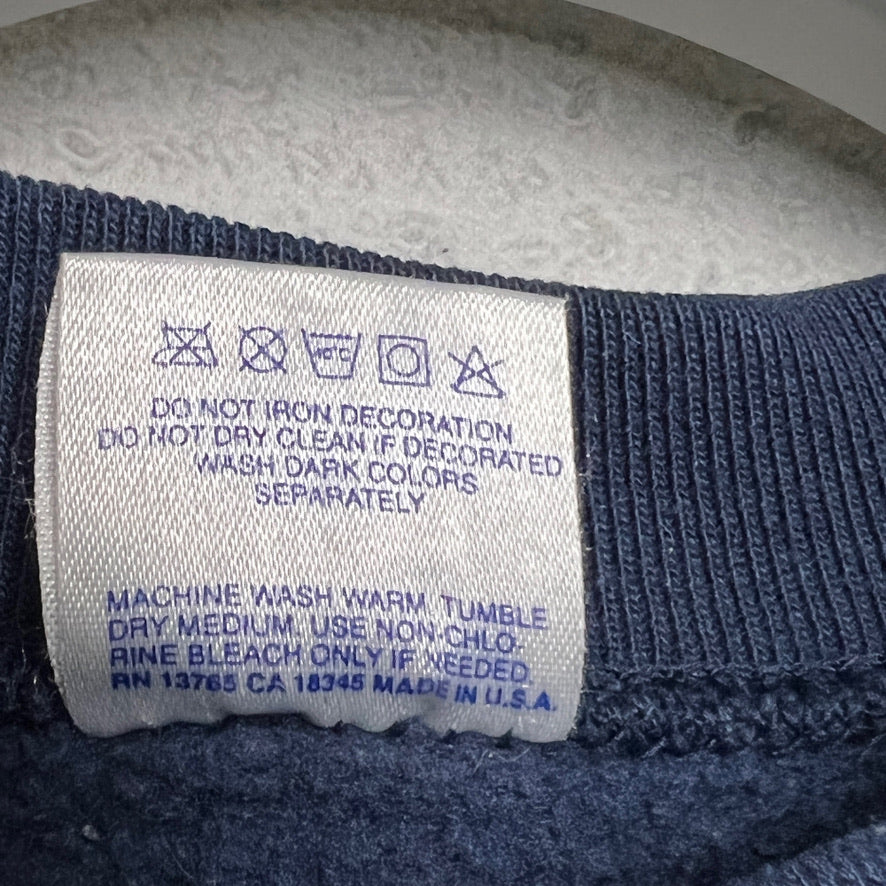 40°C
DO NOT IRON DECORATION
DO NOT DRY CLEAN IF DECORATED
WASH DARK COLORS
SEPARATELY
MACHINE WASH WARM. TUMBLE
DRY MEDIUM. USE NON-CHLO-
RINE BLEACH ONLY IF NEEDED.
RN 13765 CA 18345 MADE IN U.S.A.